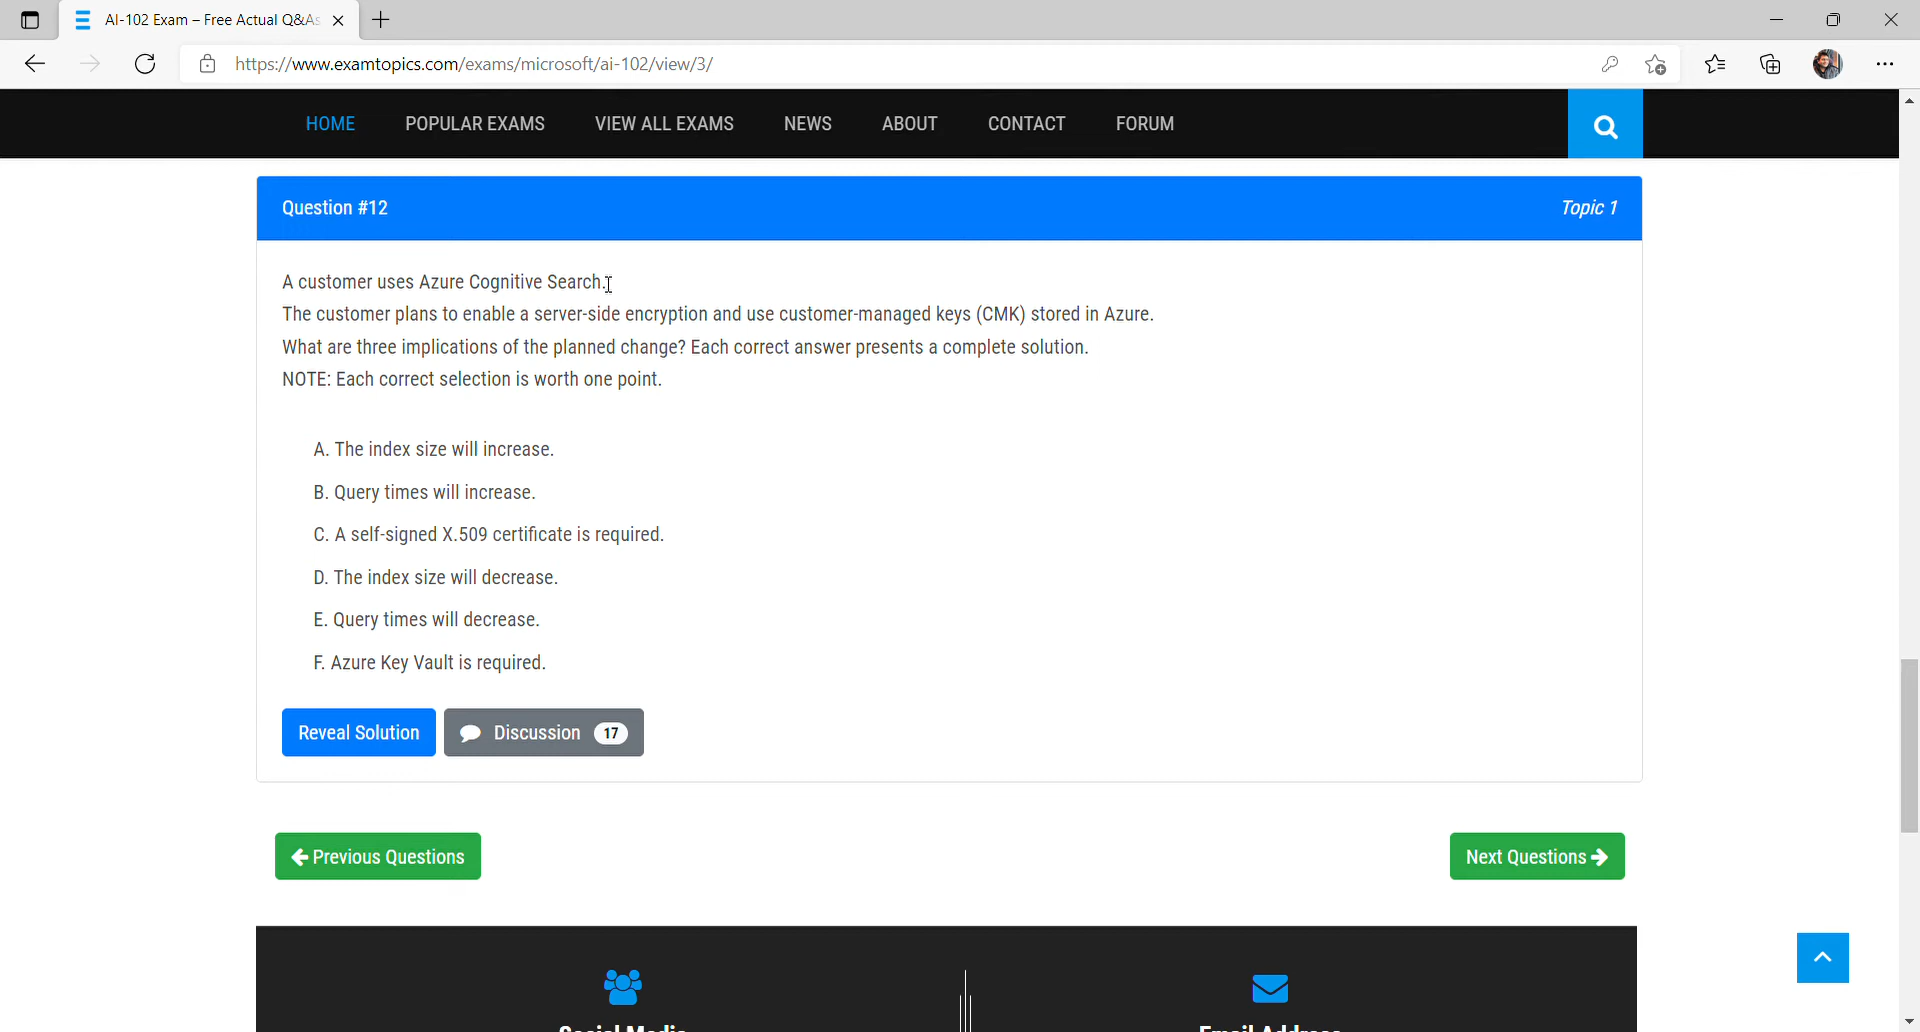 AI-102 Exam – Free Actual Q&As
https://www.examtopics.com/exams/microsoft/ai-102/view/3/
HOME POPULAR EXAMS VIEW ALL EXAMS NEWS ABOUT CONTACT FORUM
Question #12 Topic 1
A customer uses Azure Cognitive Search.
The customer plans to enable a server-side encryption and use customer-managed keys (CMK) stored in Azure.
What are three implications of the planned change? Each correct answer presents a complete solution.
NOTE: Each correct selection is worth one point.
A. The index size will increase.
B. Query times will increase.
C. A self-signed X.509 certificate is required.
D. The index size will decrease.
E. Query times will decrease.
F. Azure Key Vault is required.
Reveal Solution Discussion 17
Previous Questions Next Questions
Social Media Email Address